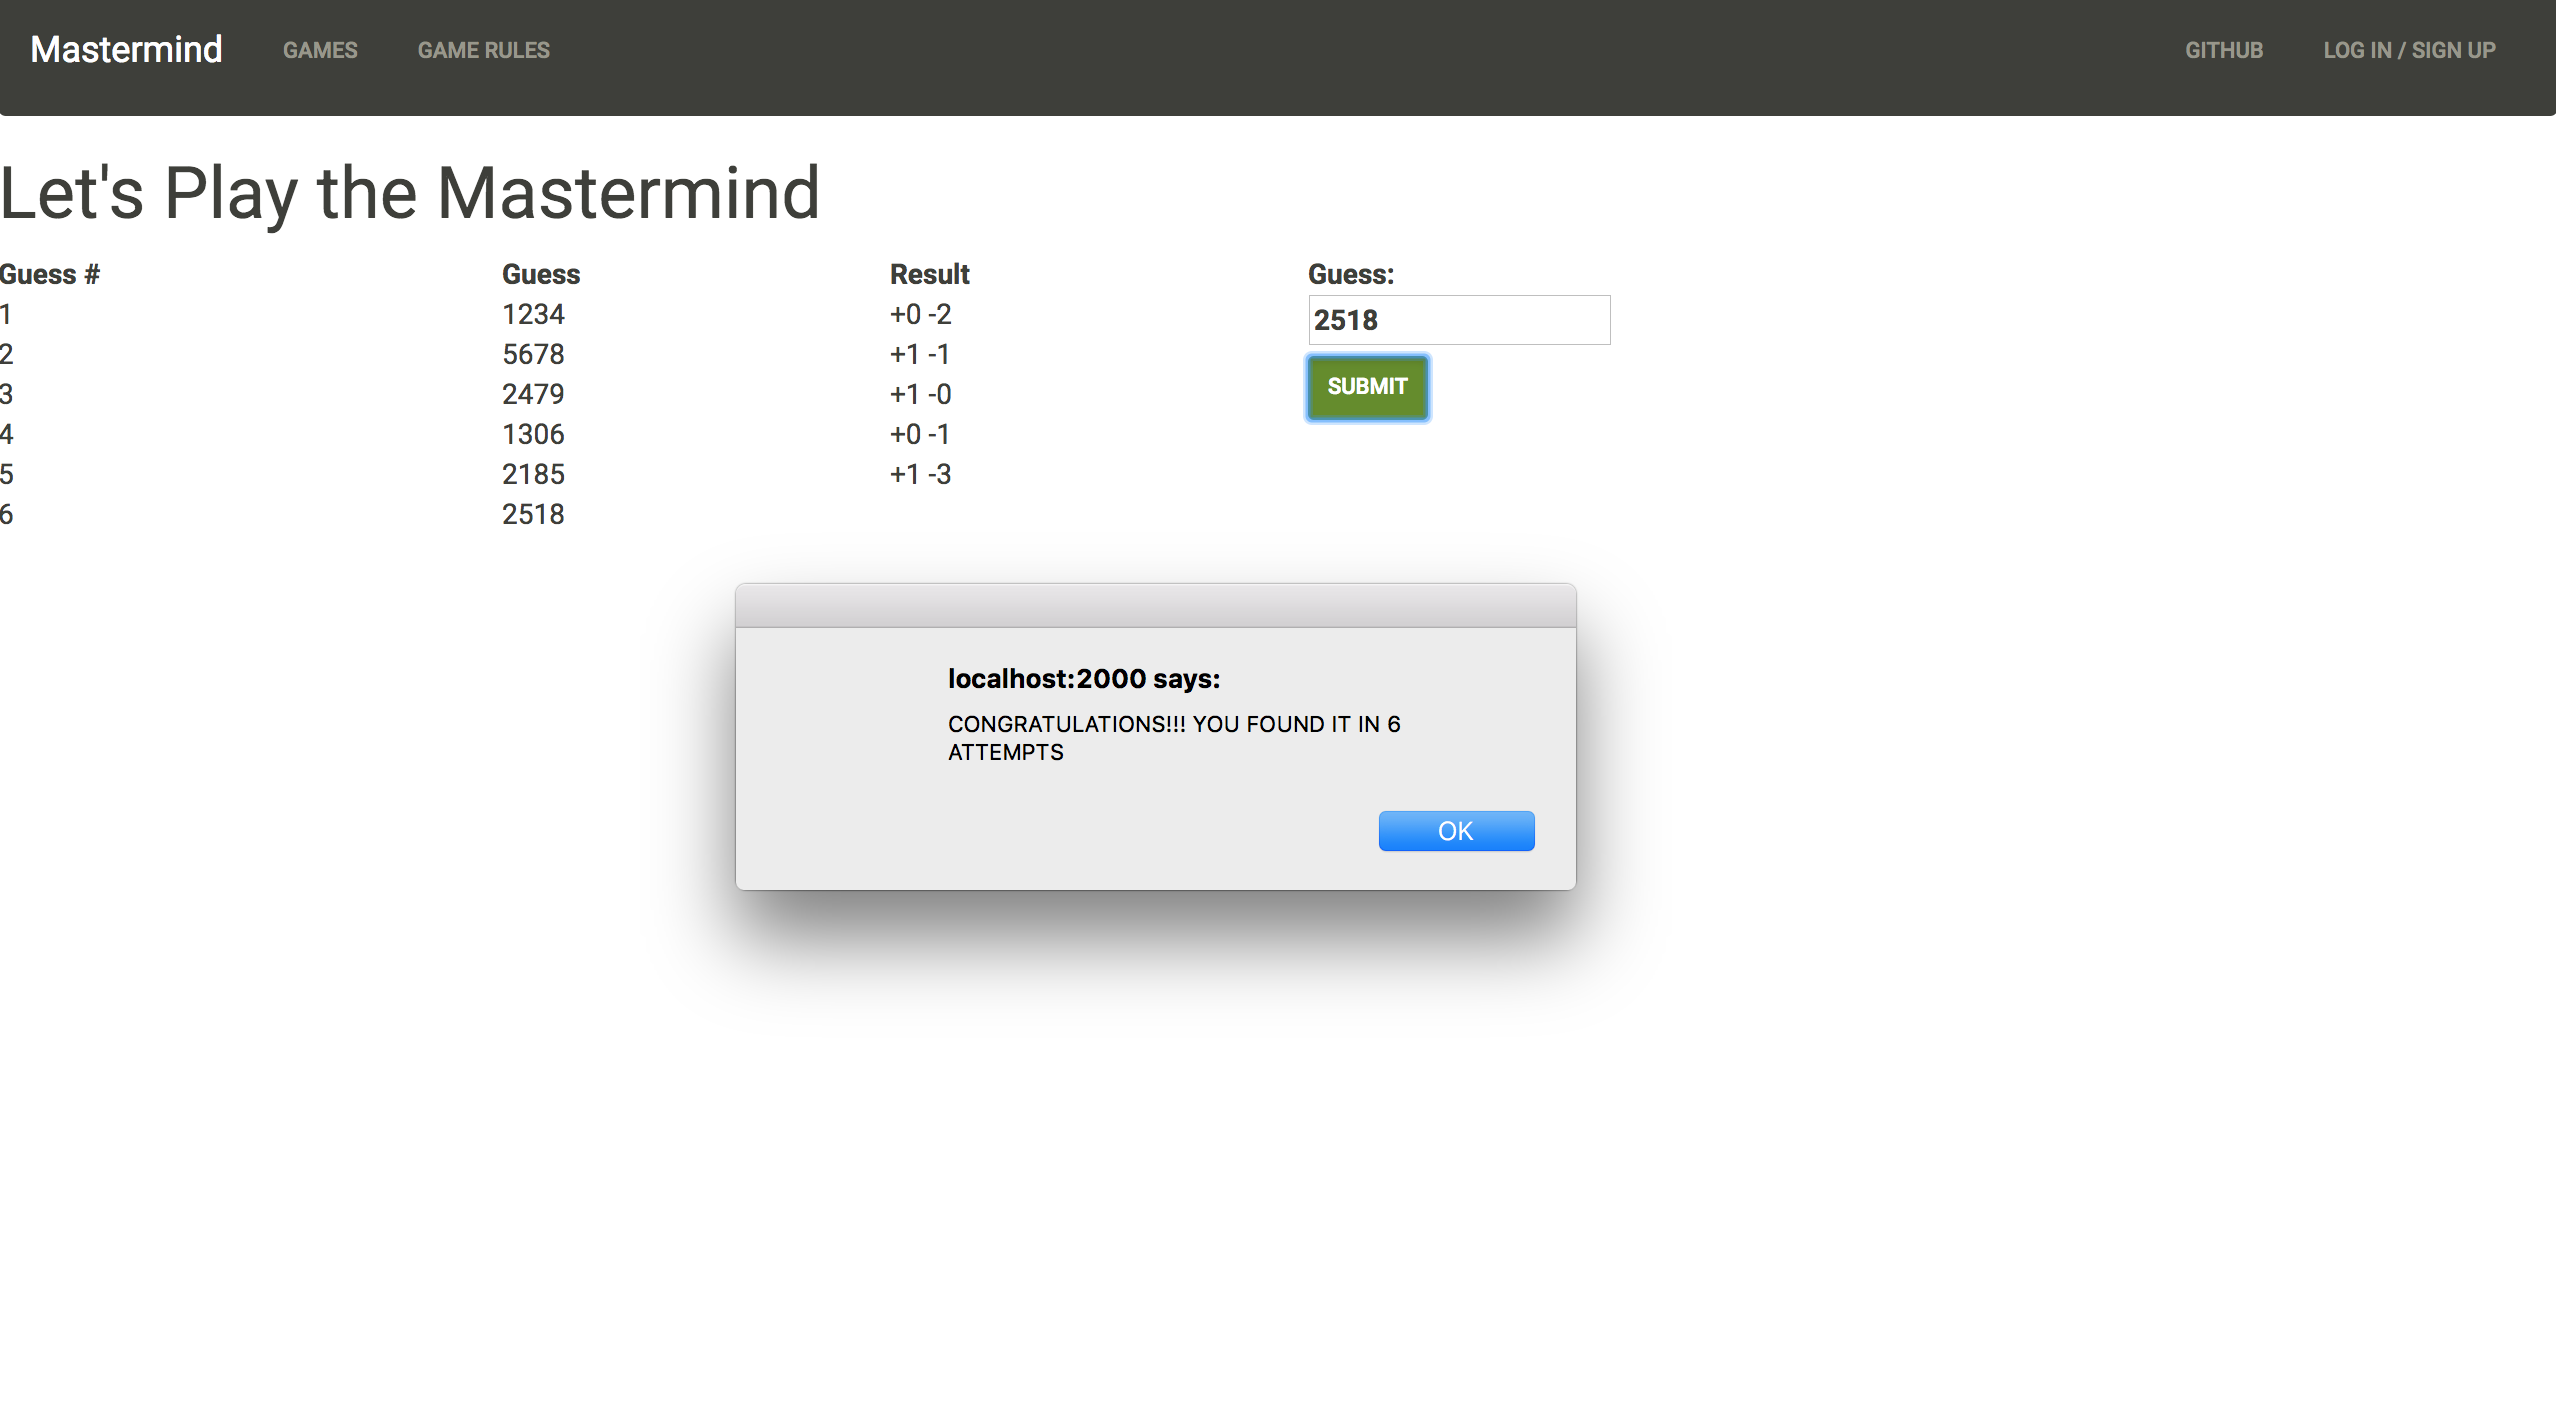 Mastermind GAMES GAME RULES GITHUB LOG IN / SIGN UP
Let's Play the Mastermind
Guess # Guess Result Guess:
1 1234 +0 -2 2518
2 5678 +1 -1
3 2479 +1 -0 SUBMIT
4 1306 +0 -1
5 2185 +1 -3
6 2518
localhost:2000 says:
CONGRATULATIONS!!! YOU FOUND IT IN 6
ATTEMPTS
OK